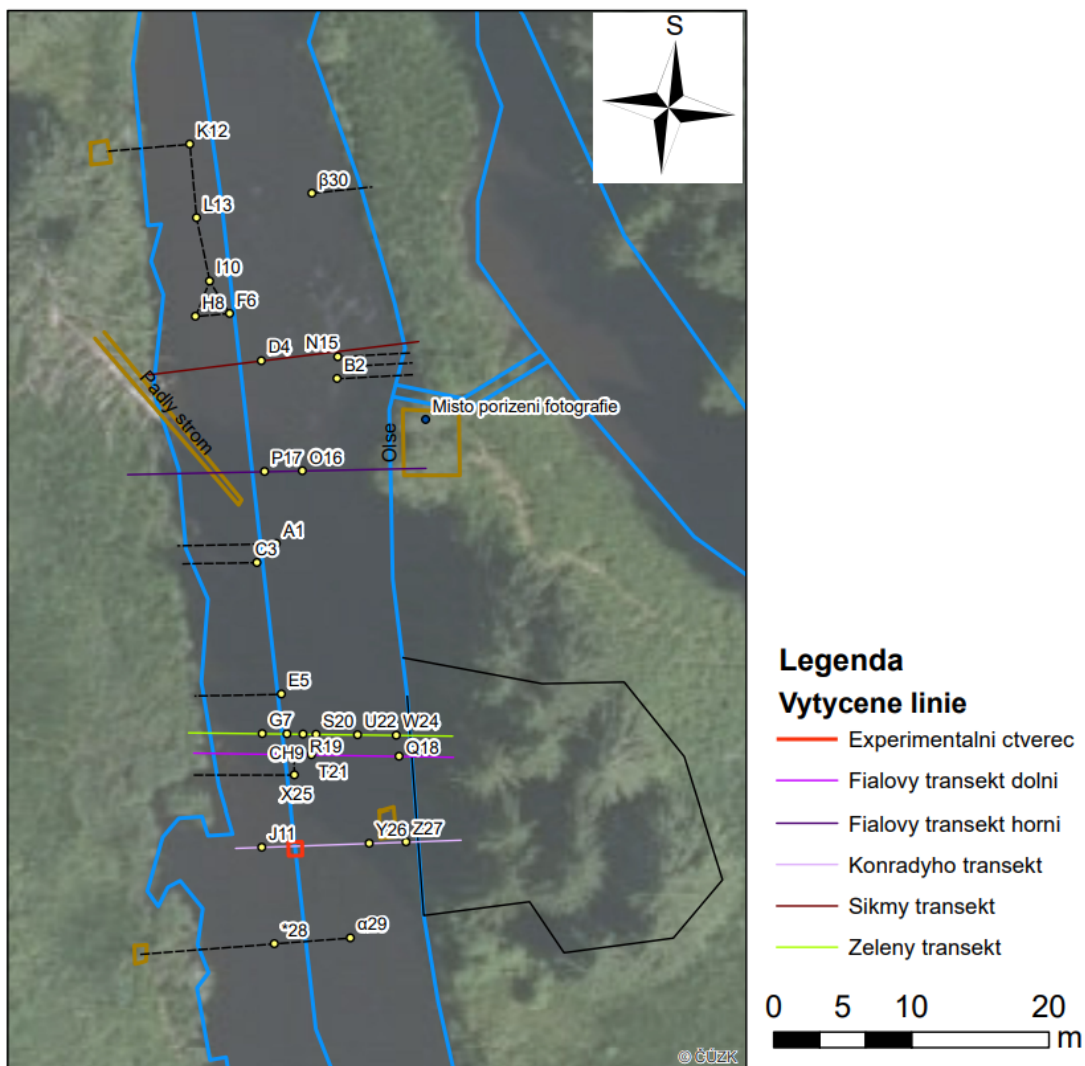 S
K12
β30
L13
I10
H8
F6
D4
N15
B2
Padly strom
Misto porizeni fotografie
Olse
P17
O16
A1
C3
E5
G7
S20
U22
W24
CH9
R19
Q18
T21
X25
J11
Y26
Z27
*28
α29
© ČÚZK
Legenda
Vytycene linie
Experimentalni ctverec
Fialovy transekt dolni
Fialovy transekt horni
Konradyho transekt
Sikmy transekt
Zeleny transekt
0 5 10 20
m